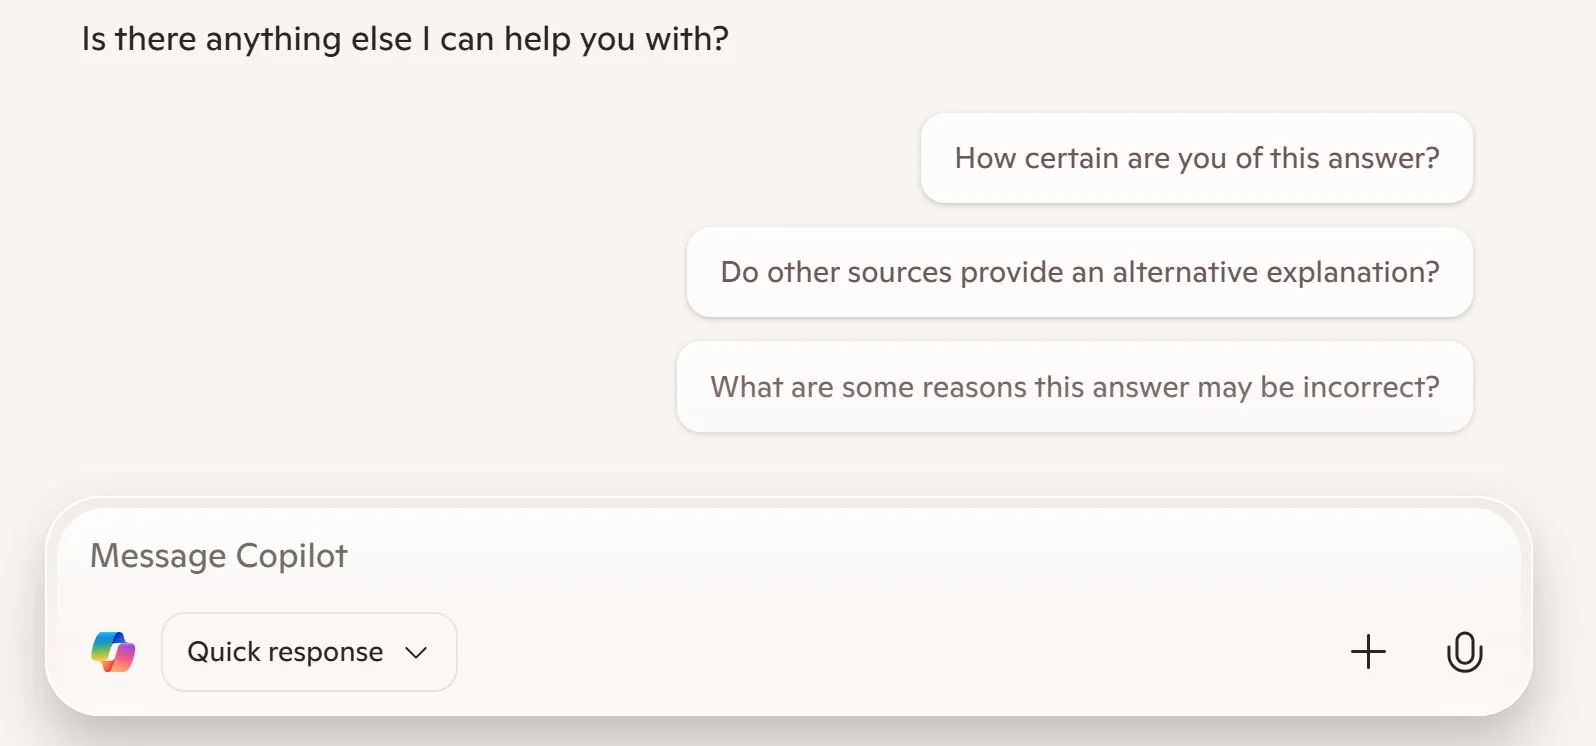 Is there anything else I can help you with?
How certain are you of this answer?
Do other sources provide an alternative explanation?
What are some reasons this answer may be incorrect?
Message Copilot
Quick response